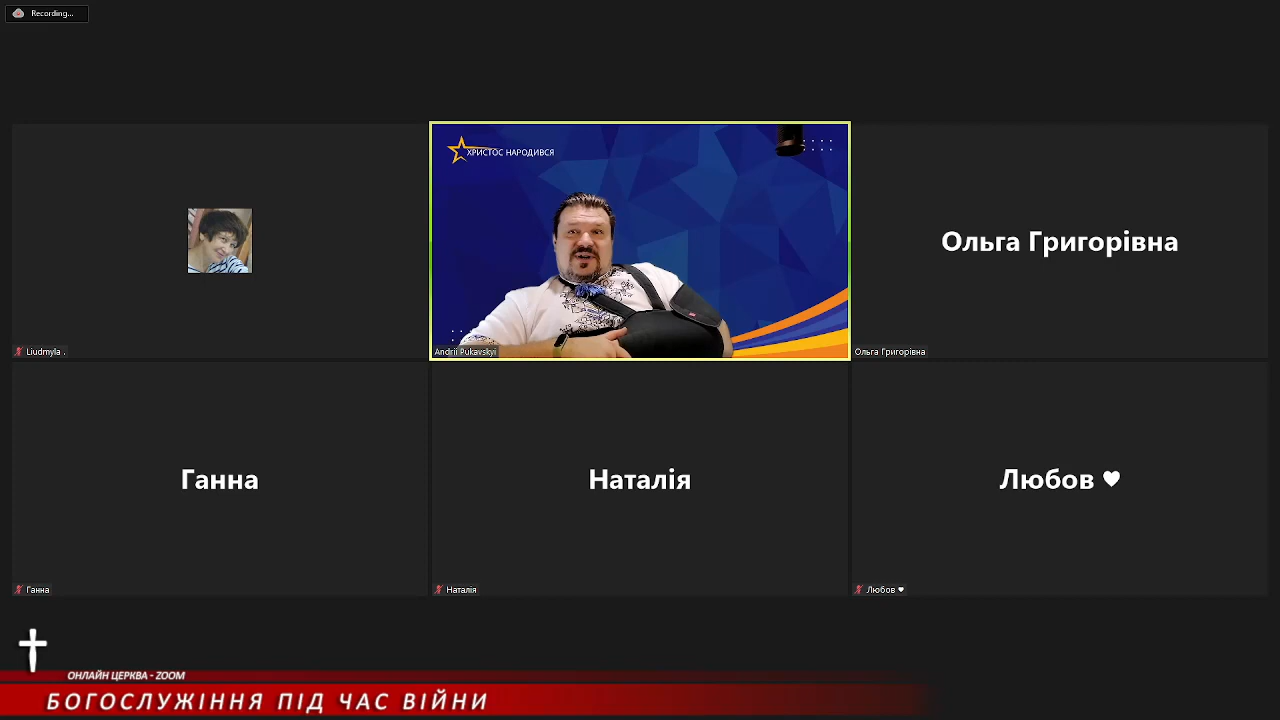 Recording...
ХРИСТОС НАРОДИВСЯ
Ольга Григорівна
Liudmyla .
Andrii Pukavskyi
Ольга Григорівна
Ганна
Наталія
Любов ♥
Ганна
Наталія
Любов ♥
ОНЛАЙН ЦЕРКВА - ZOOM
БОГОСЛУЖІННЯ ПІД ЧАС ВІЙНИ